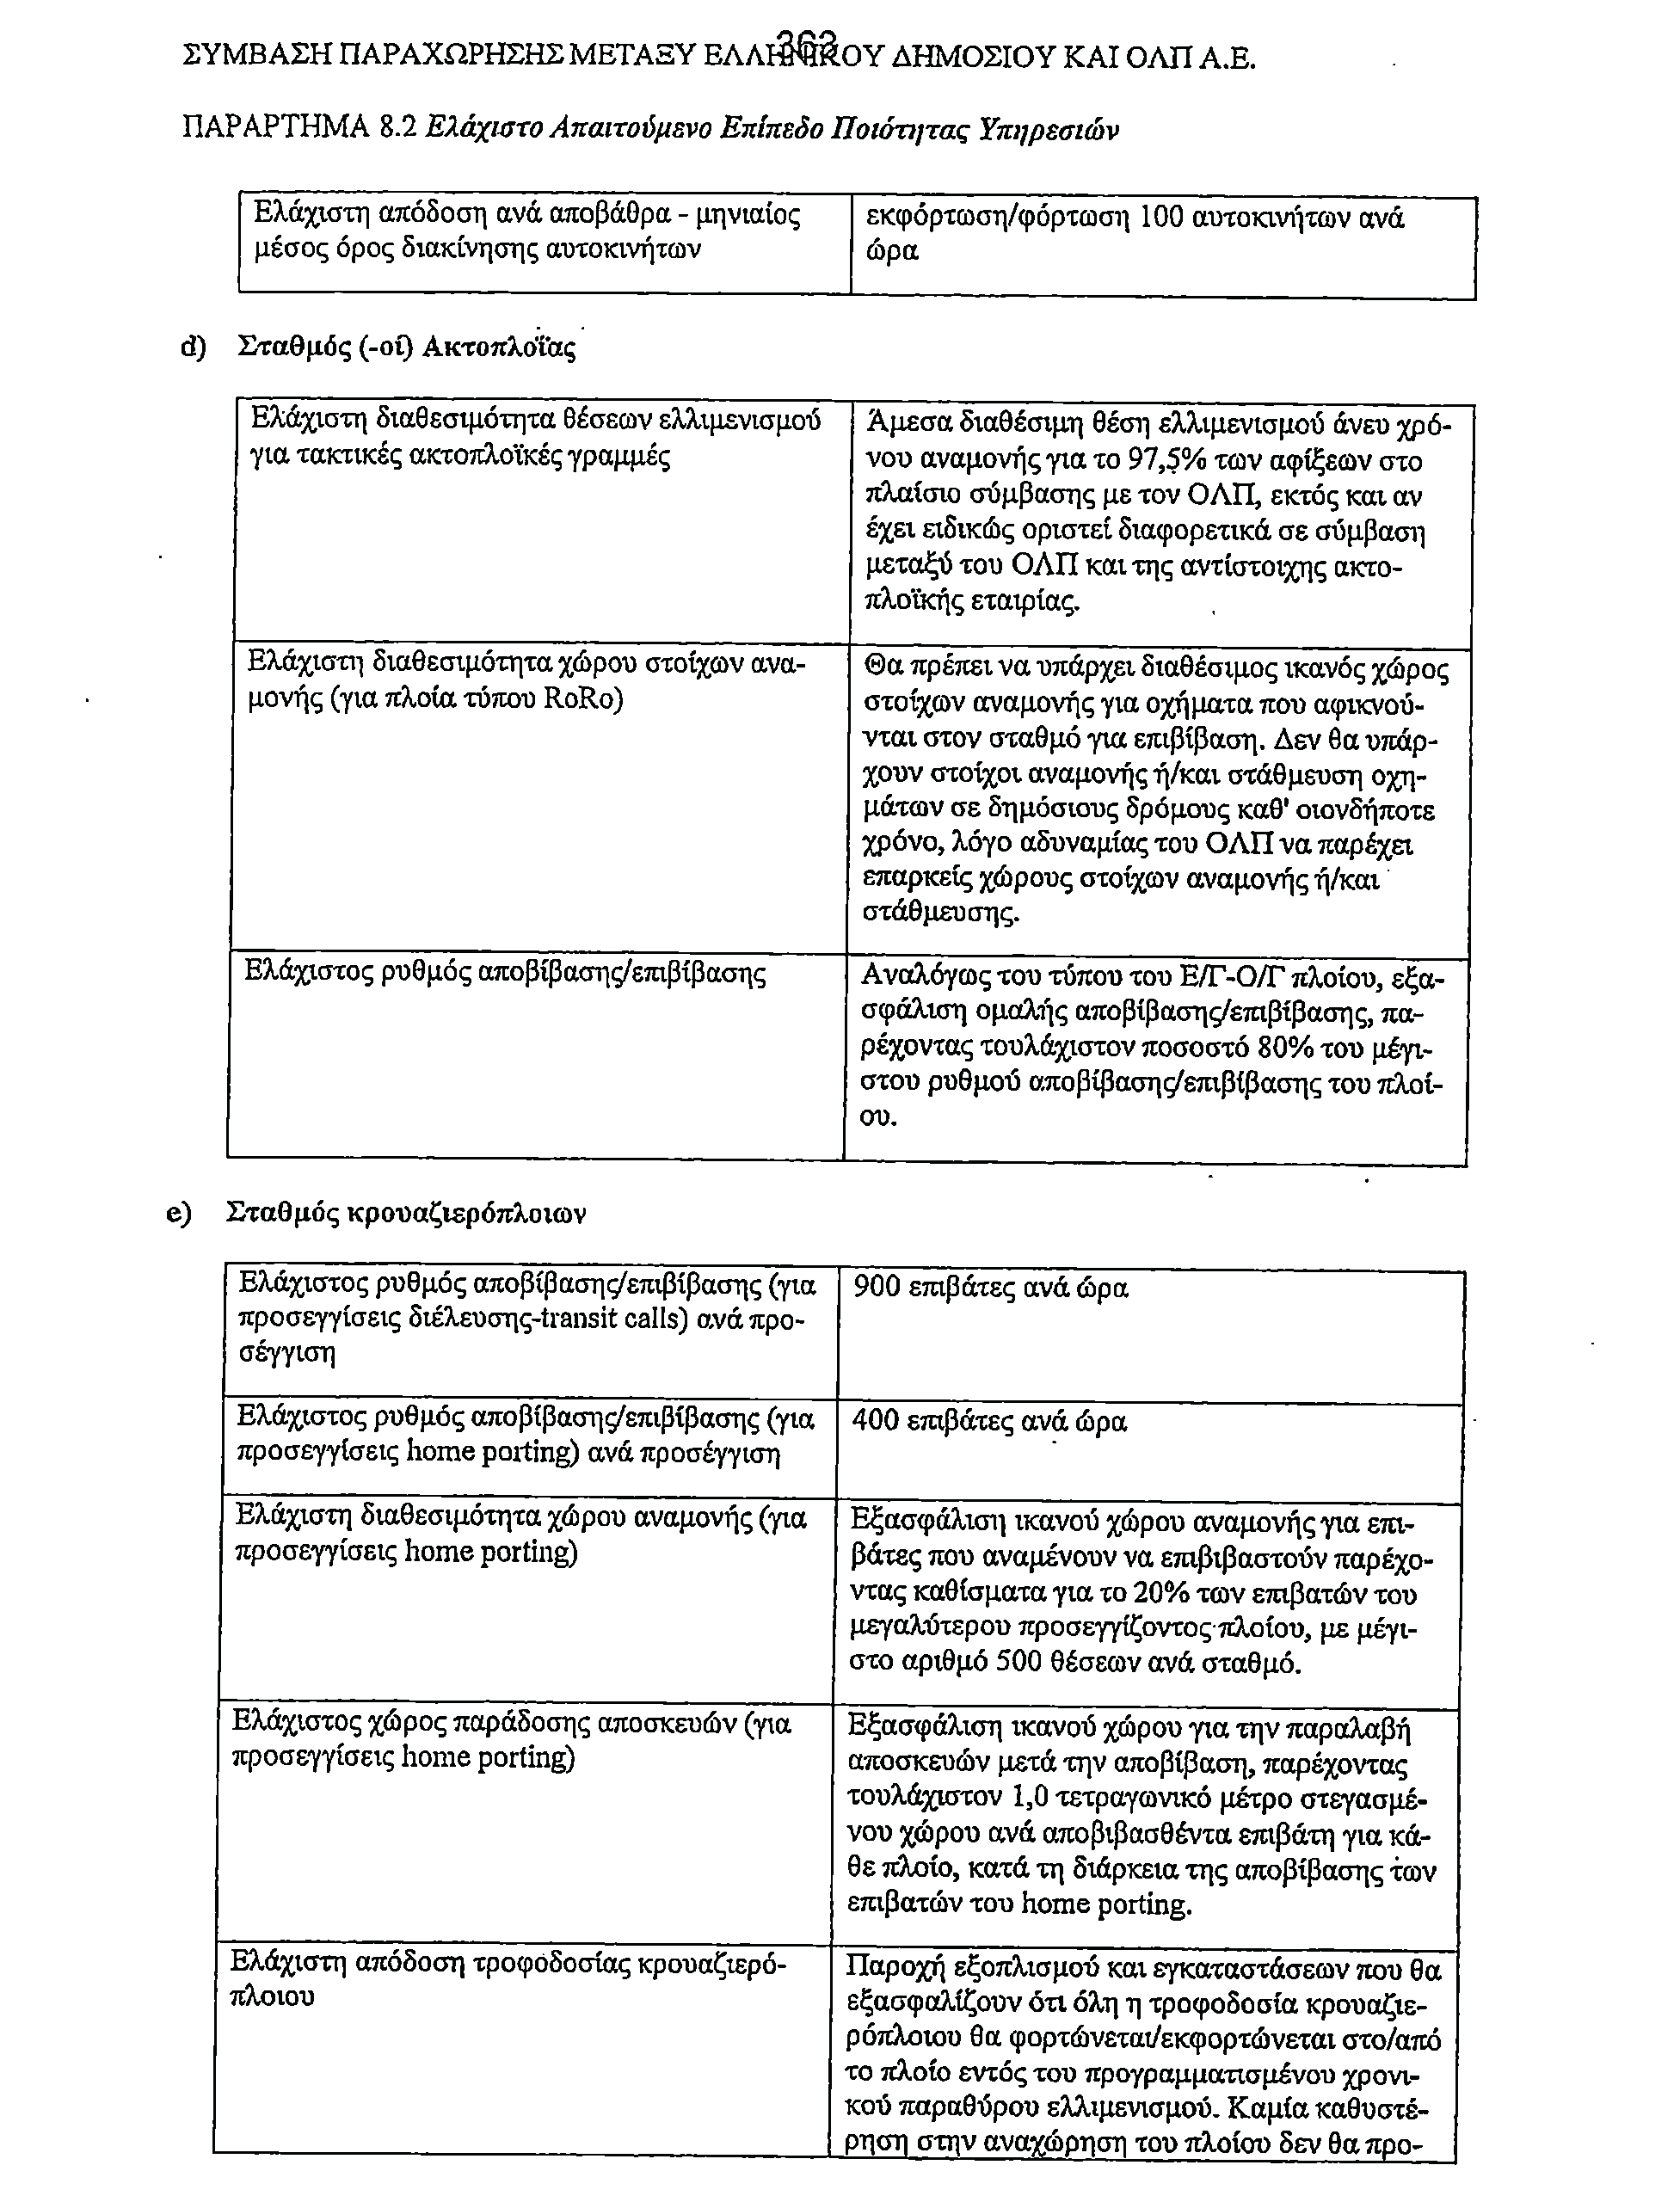 363
ΣΥΜΒΑΣΗ ΠΑΡΑΧΩΡΗΣΗΣ ΜΕΤΑΞΥ ΕΛΛΗΝΙΚΟΥ ΔΗΜΟΣΙΟΥ ΚΑΙ ΟΛΠ Α.Ε.
ΠΑΡΑΡΤΗΜΑ 8.2 Ελάχιστο Απαιτούμενο Επίπεδο Ποιότητας Υπηρεσιών
Ελάχιστη απόδοση ανά αποβάθρα - μηνιαίος
μέσος όρος διακίνησης αυτοκινήτων
εκφόρτωση/φόρτωση 100 αυτοκινήτων ανά
ώρα
d) Σταθμός (-οί) Ακτοπλοΐας
Ελάχιστη διαθεσιμότητα θέσεων ελλιμενισμού
για τακτικές ακτοπλοϊκές γραμμές
Άμεσα διαθέσιμη θέση ελλιμενισμού άνευ χρό-
νου αναμονής για το 97,5% των αφίξεων στο
πλαίσιο σύμβασης με τον ΟΛΠ, εκτός και αν
έχει ειδικώς οριστεί διαφορετικά σε σύμβαση
μεταξύ του ΟΛΠ και της αντίστοιχης ακτο-
πλοϊκής εταιρίας.
Ελάχιστη διαθεσιμότητα χώρου στοίχων ανα-
μονής (για πλοία τύπου RoRo)
Θα πρέπει να υπάρχει διαθέσιμος ικανός χώρος
στοίχων αναμονής για οχήματα που αφικνού-
νται στον σταθμό για επιβίβαση. Δεν θα υπάρ-
χουν στοίχοι αναμονής ή/και στάθμευση οχη-
μάτων σε δημόσιους δρόμους καθ' οιονδήποτε
χρόνο, λόγο αδυναμίας του ΟΛΠ να παρέχει
επαρκείς χώρους στοίχων αναμονής ή/και
στάθμευσης.
Ελάχιστος ρυθμός αποβίβασης/επιβίβασης
Αναλόγως του τύπου του Ε/Γ-Ο/Γ πλοίου, εξα-
σφάλιση ομαλής αποβίβασης/επιβίβασης, πα-
ρέχοντας τουλάχιστον ποσοστό 80% του μέγι-
στου ρυθμού αποβίβασης/επιβίβασης του πλοί-
ου.
e) Σταθμός κρουαζιερόπλοιων
Ελάχιστος ρυθμός αποβίβασης/επιβίβασης (για
προσεγγίσεις διέλευσης-transit calls) ανά προ-
σέγγιση
900 επιβάτες ανά ώρα
Ελάχιστος ρυθμός αποβίβασης/επιβίβασης (για
προσεγγίσεις home porting) ανά προσέγγιση
400 επιβάτες ανά ώρα
Ελάχιστη διαθεσιμότητα χώρου αναμονής (για
προσεγγίσεις home porting)
Εξασφάλιση ικανού χώρου αναμονής για επι-
βάτες που αναμένουν να επιβιβαστούν παρέχο-
ντας καθίσματα για το 20% των επιβατών του
μεγαλύτερου προσεγγίζοντος πλοίου, με μέγι-
στο αριθμό 500 θέσεων ανά σταθμό.
Ελάχιστος χώρος παράδοσης αποσκευών (για
προσεγγίσεις home porting)
Εξασφάλιση ικανού χώρου για την παραλαβή
αποσκευών μετά την αποβίβαση, παρέχοντας
τουλάχιστον 1,0 τετραγωνικό μέτρο στεγασμέ-
νου χώρου ανά αποβιβασθέντα επιβάτη για κά-
θε πλοίο, κατά τη διάρκεια της αποβίβασης των
επιβατών του home porting.
Ελάχιστη απόδοση τροφοδοσίας κρουαζιερό-
πλοιου
Παροχή εξοπλισμού και εγκαταστάσεων που θα
εξασφαλίζουν ότι όλη η τροφοδοσία κρουαζιε-
ρόπλοιου θα φορτώνεται/εκφορτώνεται στο/από
το πλοίο εντός του προγραμματισμένου χρονι-
κού παραθύρου ελλιμενισμού. Καμία καθυστέ-
ρηση στην αναχώρηση του πλοίου δεν θα προ-